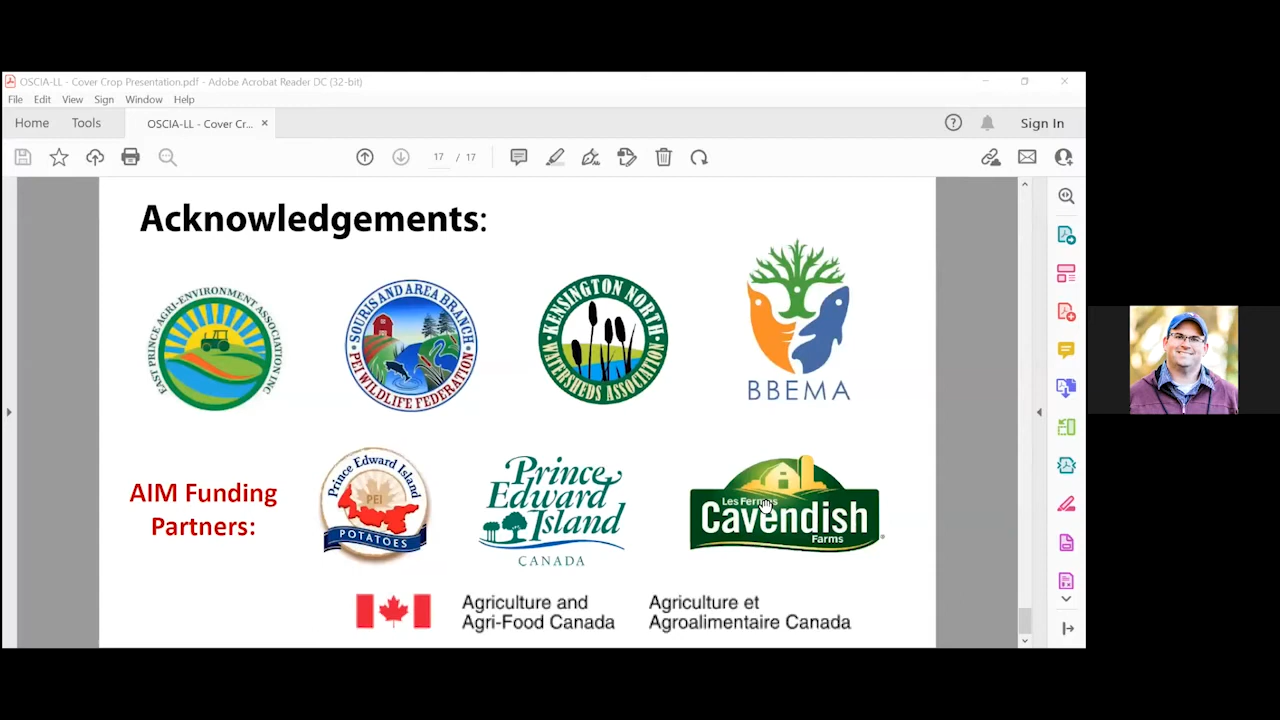 OSCIA-LL - Cover Crop Presentation.pdf - Adobe Acrobat Reader DC (32-bit)
File Edit View Sign Window Help
Home Tools OSCIA-LL - Cover Cr... × Sign In
17 / 17
Acknowledgements:
EAST PRINCE AGRI-ENVIRONMENT ASSOCIATION INC
SOURIS AND AREA BRANCH
PEI WILDLIFE FEDERATION
KENSINGTON NORTH
WATERSHEDS ASSOCIATION
BBEMA
AIM Funding
Partners:
Prince Edward Island
PEI
POTATOES
Prince
Edward
Island
CANADA
Les Fermes
Cavendish
Farms
Agriculture and
Agri-Food Canada
Agriculture et
Agroalimentaire Canada